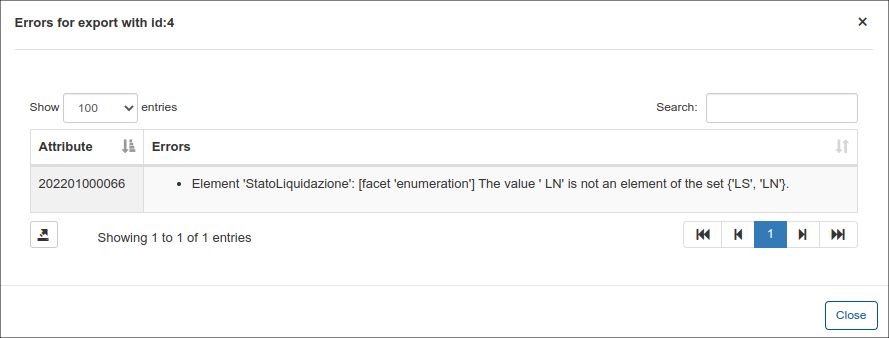 Errors for export with id:4 ×
Show 100 entries Search:
Attribute Errors
202201000066 • Element 'StatoLiquidazione': [facet 'enumeration'] The value ' LN' is not an element of the set {'LS', 'LN'}.
Showing 1 to 1 of 1 entries 1
Close